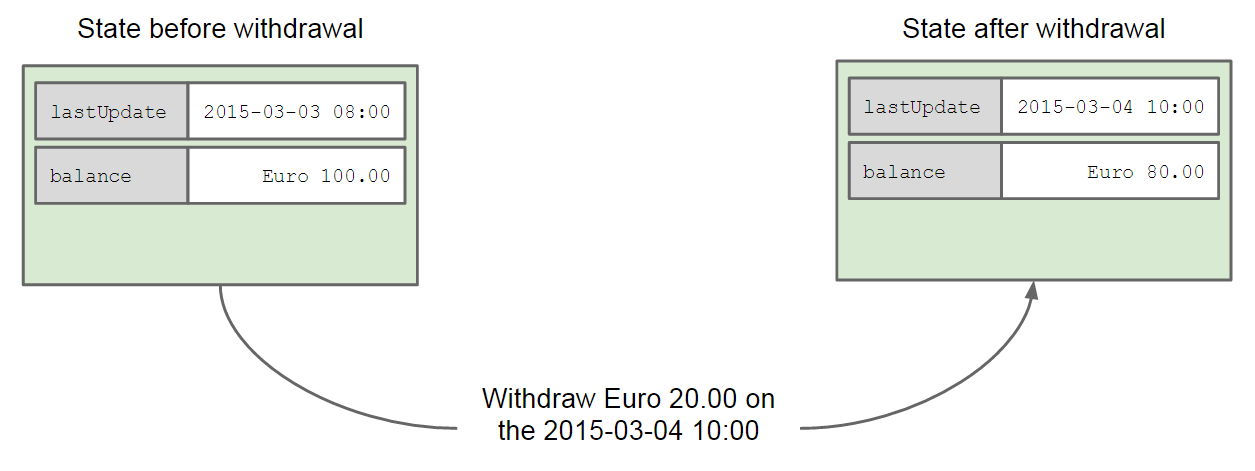 State before withdrawal
lastUpdate 2015-03-03 08:00
balance Euro 100.00
State after withdrawal
lastUpdate 2015-03-04 10:00
balance Euro 80.00
Withdraw Euro 20.00 on
the 2015-03-04 10:00